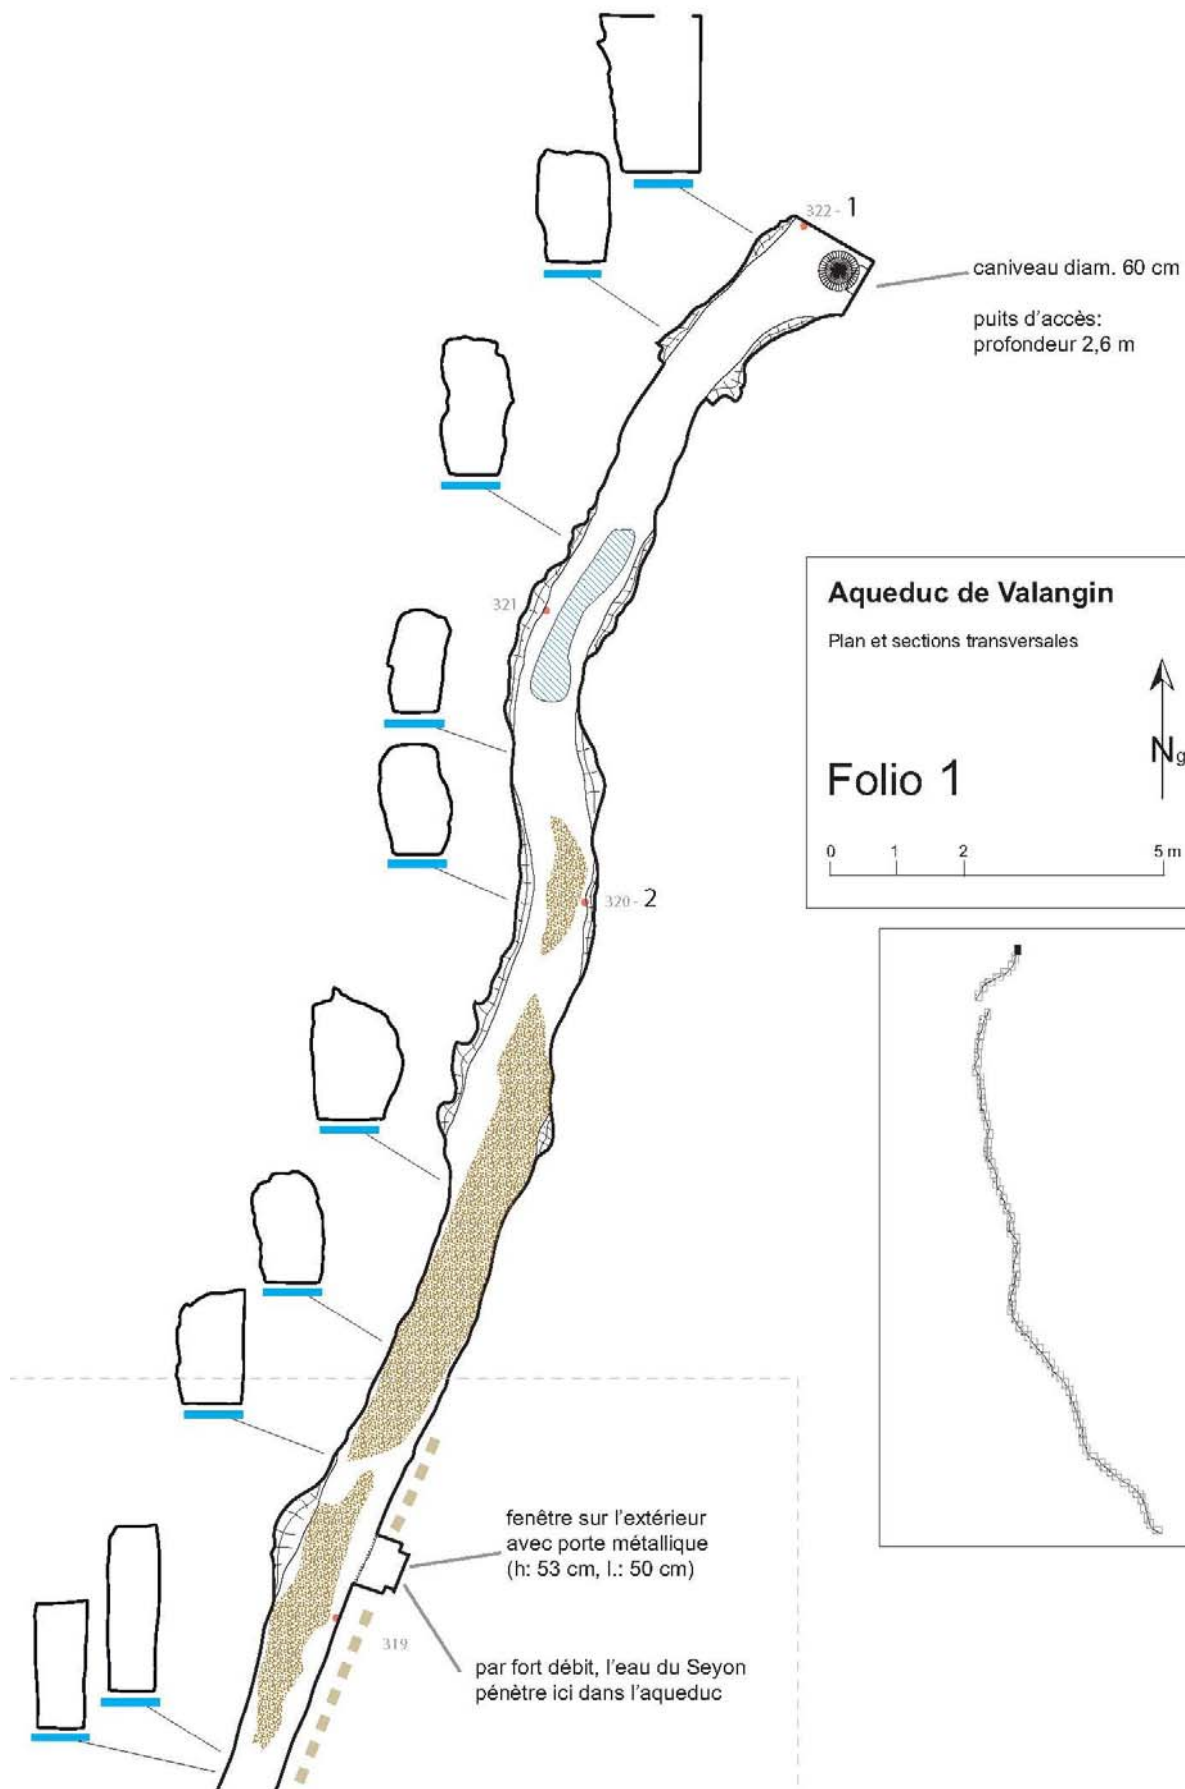 322 - 1
caniveau diam. 60 cm
puits d'accès:
profondeur 2,6 m
321
Aqueduc de Valangin
Plan et sections transversales
Ng
Folio 1
0 1 2 5 m
320 - 2
fenêtre sur l'extérieur
avec porte métallique
(h: 53 cm, l.: 50 cm)
319
par fort débit, l'eau du Seyon
pénètre ici dans l'aqueduc